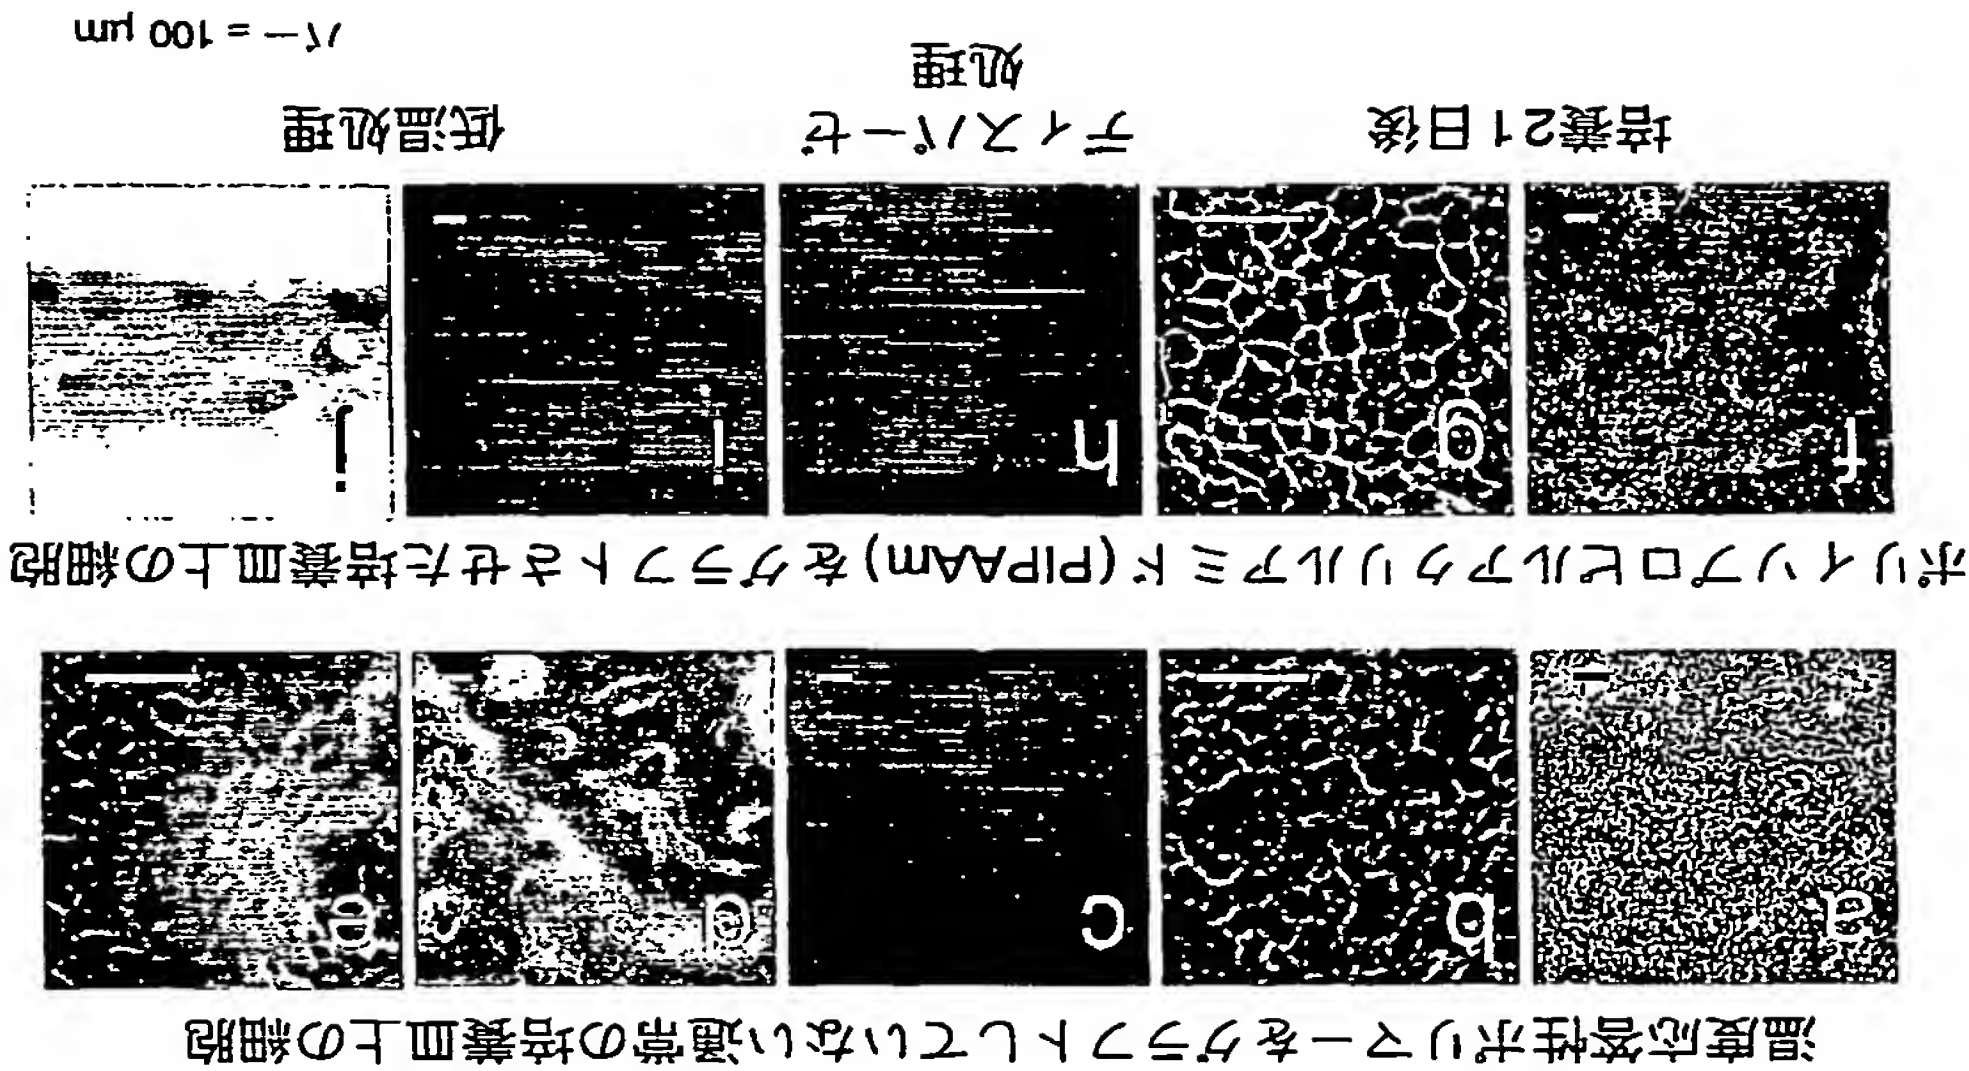 温度応答性ポリマーをグラフトしていない通常の培養皿上の細胞
a b c d e
ポリイソプロピルアクリルアミド(PIPAAm)をグラフトさせた培養皿上の細胞
f g h i j
培養21日後 ディスパーゼ 低温処理
処理
バー = 100 μm